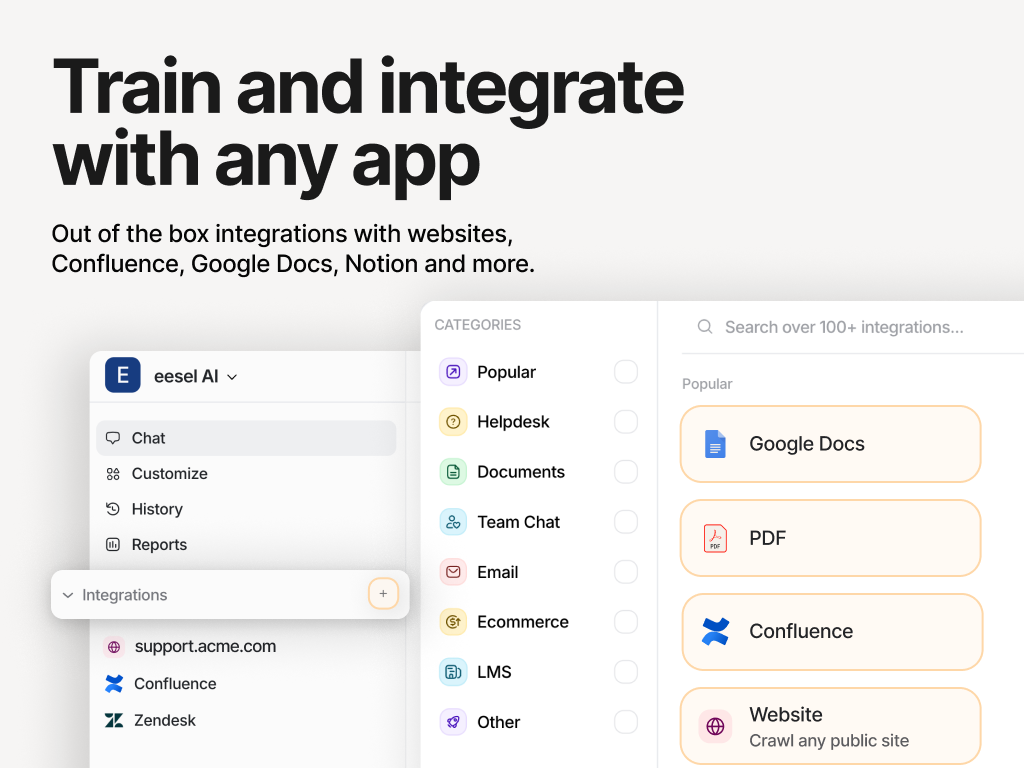 Train and integrate
with any app
Out of the box integrations with websites,
Confluence, Google Docs, Notion and more.
E
eesel AI
Chat
Customize
History
Reports
Integrations
+
support.acme.com
Confluence
Zendesk
CATEGORIES
Popular
Helpdesk
Documents
Team Chat
Email
Ecommerce
LMS
Other
Search over 100+ integrations...
Popular
Google Docs
PDF
PDF
Confluence
Website
Crawl any public site